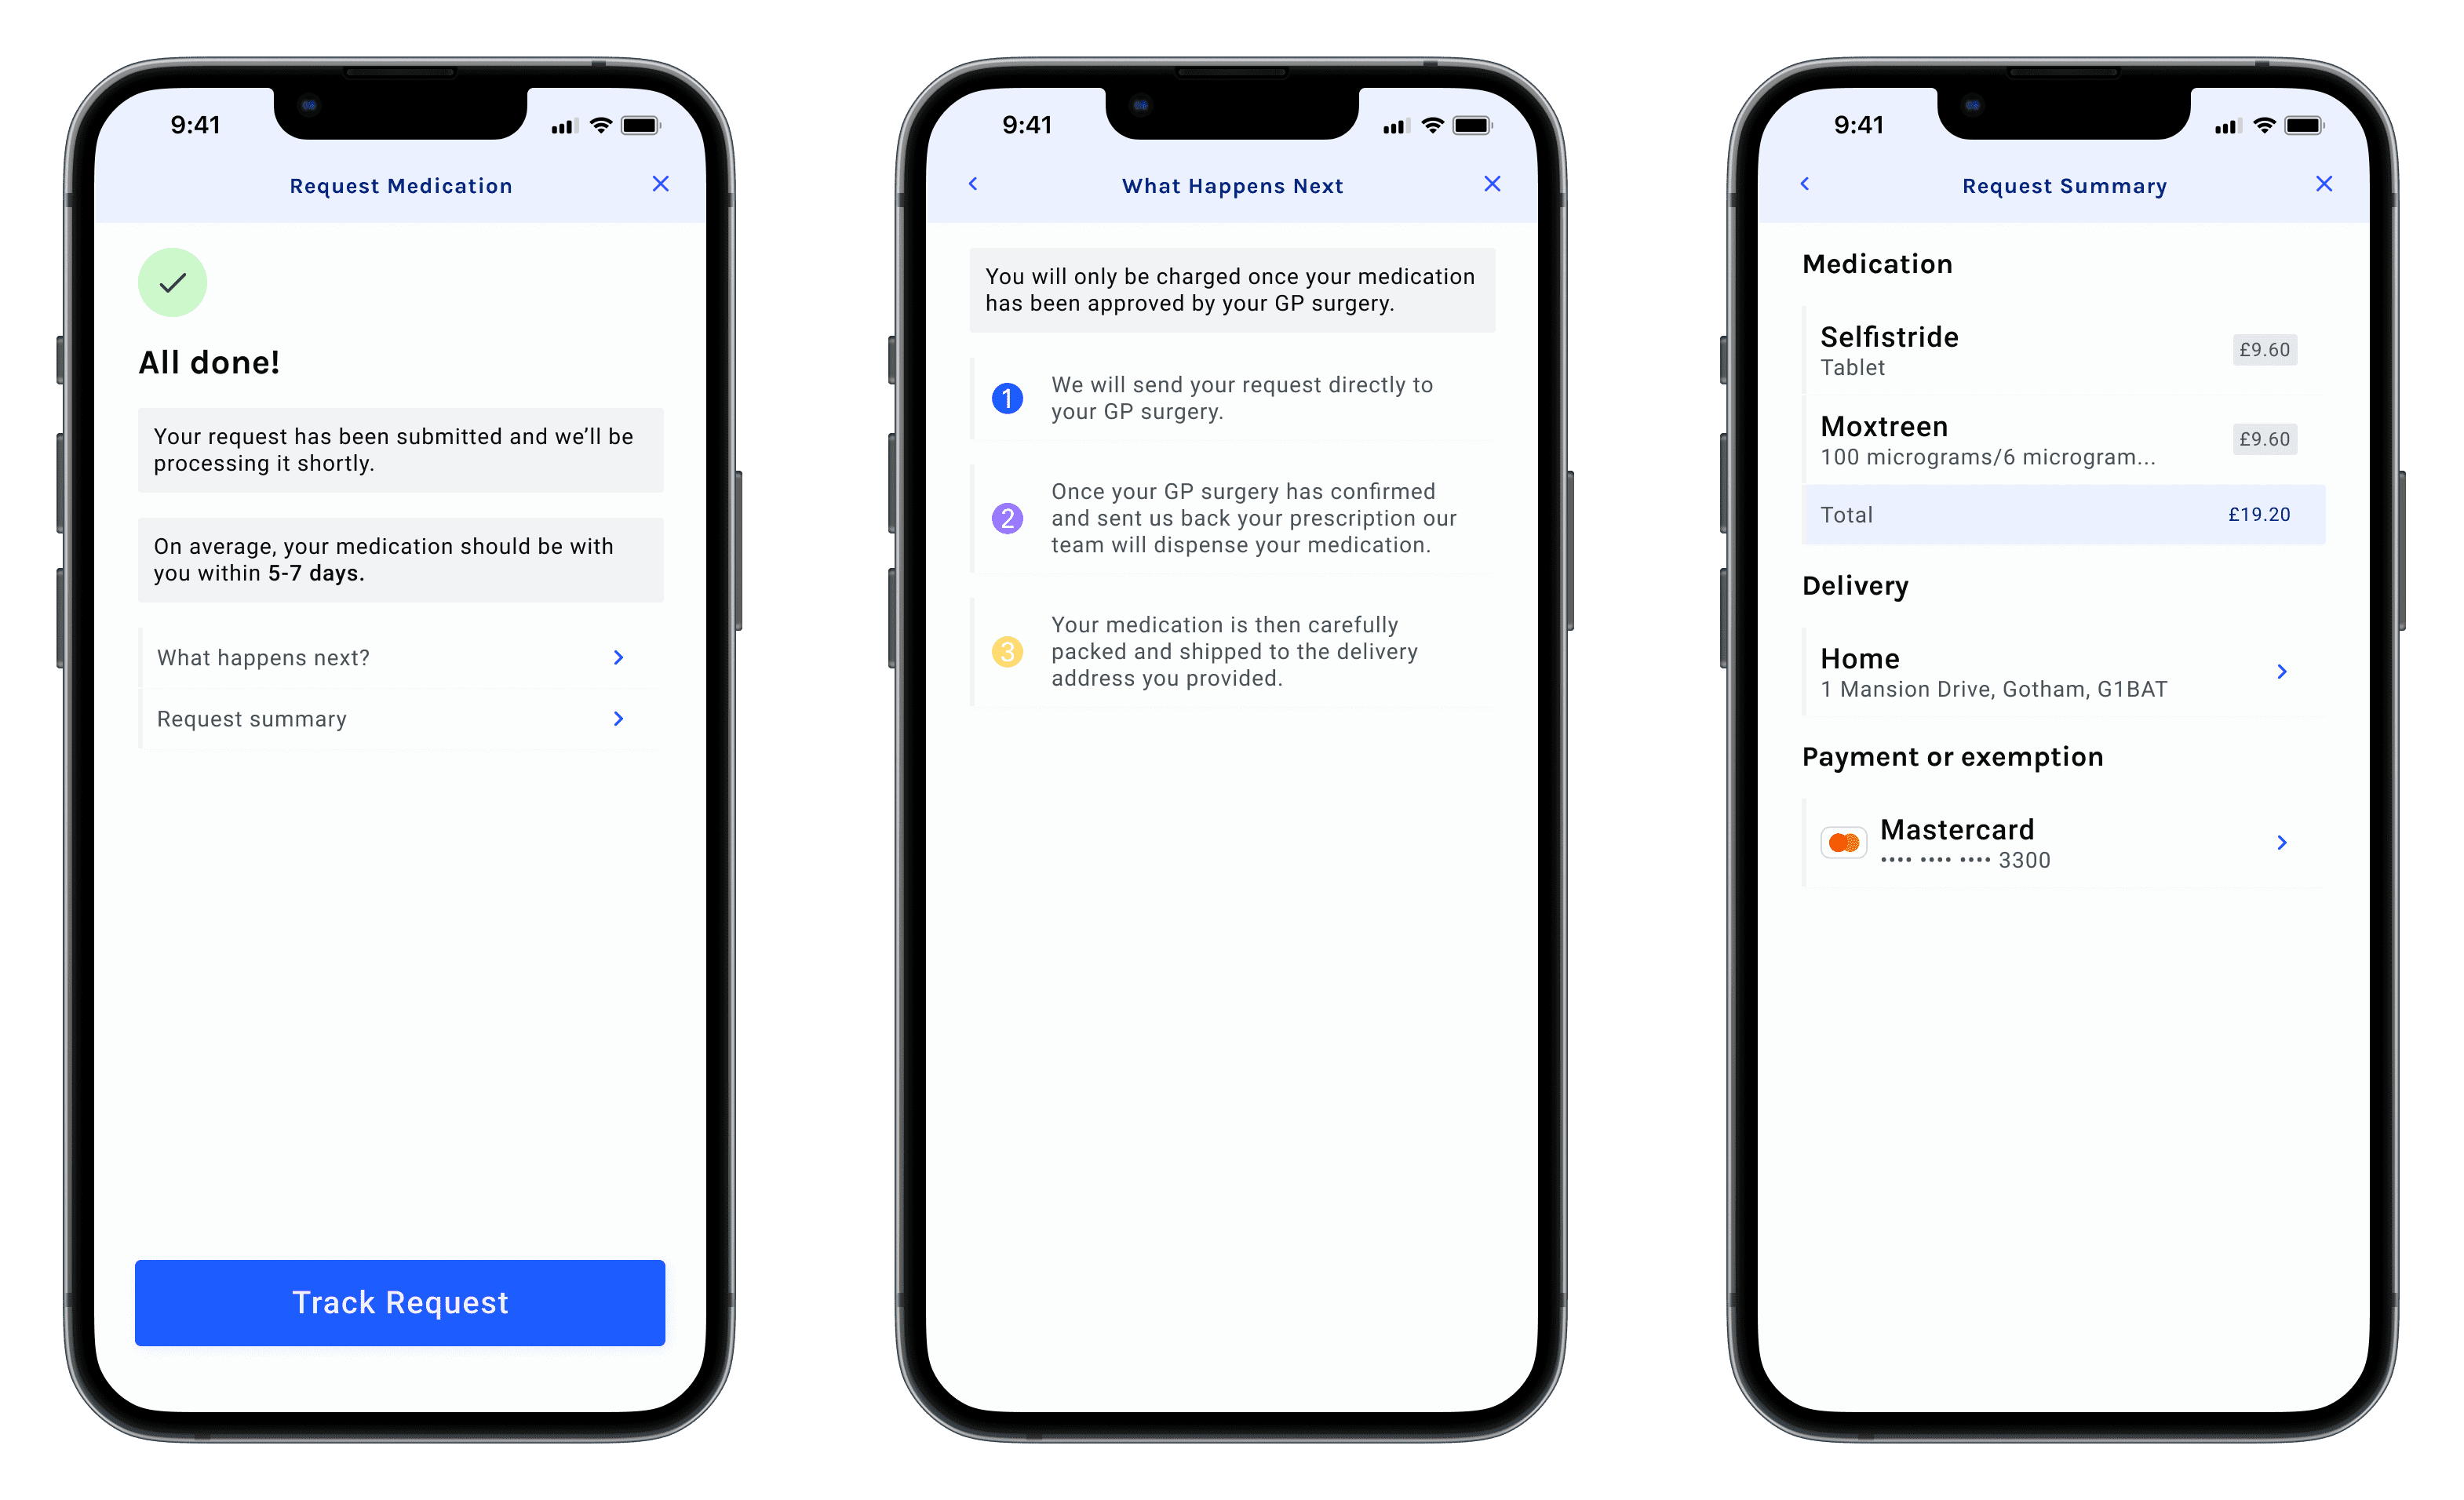 9:41
Request Medication
All done!
Your request has been submitted and we’ll be
processing it shortly.
On average, your medication should be with
you within 5-7 days.
What happens next?
Request summary
Track Request
9:41
What Happens Next
You will only be charged once your medication
has been approved by your GP surgery.
1
We will send your request directly to
your GP surgery.
2
Once your GP surgery has confirmed
and sent us back your prescription our
team will dispense your medication.
3
Your medication is then carefully
packed and shipped to the delivery
address you provided.
9:41
Request Summary
Medication
Selfistride
Tablet
£9.60
Moxtreen
100 micrograms/6 microgram...
£9.60
Total £19.20
Delivery
Home
1 Mansion Drive, Gotham, G1BAT
Payment or exemption
Mastercard
•••• •••• •••• 3300